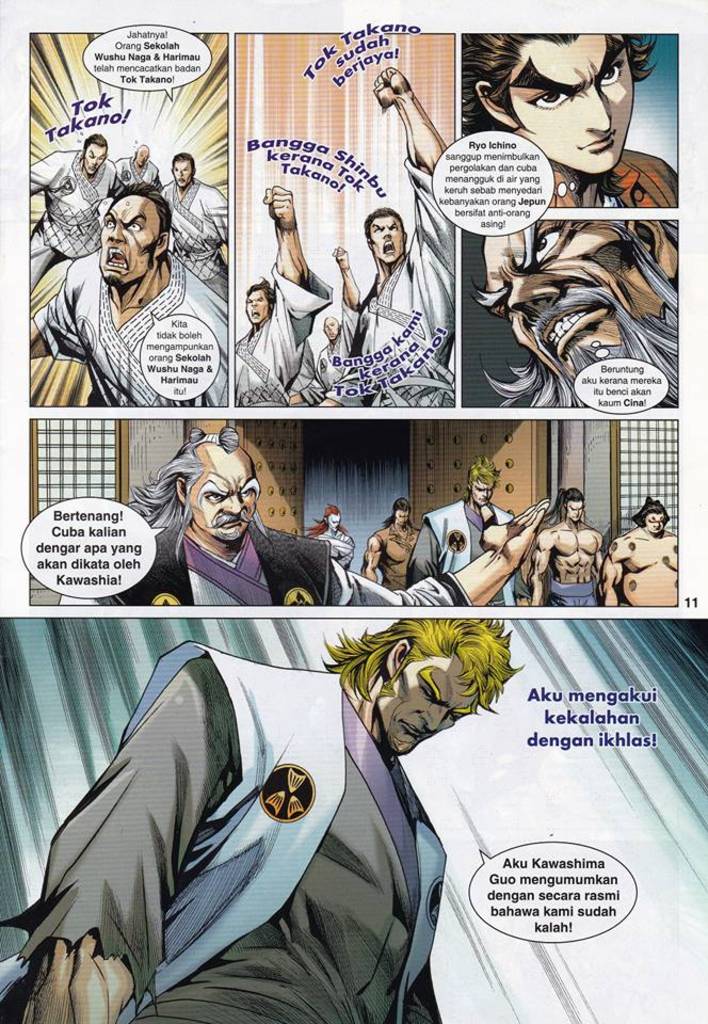 Jahatnya!
Orang Sekolah
Wushu Naga & Harimau
telah mencacatkan badan
Tok Takano!
Tok
Takano!
Kita
tidak boleh
mengampunkan
orang Sekolah
Wushu Naga &
Harimau
itu!
Tok Takano
sudah
berjaya!
Bangga Shinbu
kerana Tok
Takano!
Bangga kami
kerana
Tok Takano!
Ryo Ichino
sanggup menimbulkan
pergolakan dan cuba
menangguk di air yang
keruh sebab menyedari
kebanyakan orang Jepun
bersifat anti-orang
asing!
Beruntung
aku kerana mereka
itu benci akan
kaum Cina!
Bertenang!
Cuba kalian
dengar apa yang
akan dikata oleh
Kawashia!
11
Aku mengakui
kekalahan
dengan ikhlas!
Aku Kawashima
Guo mengumumkan
dengan secara rasmi
bahawa kami sudah
kalah!